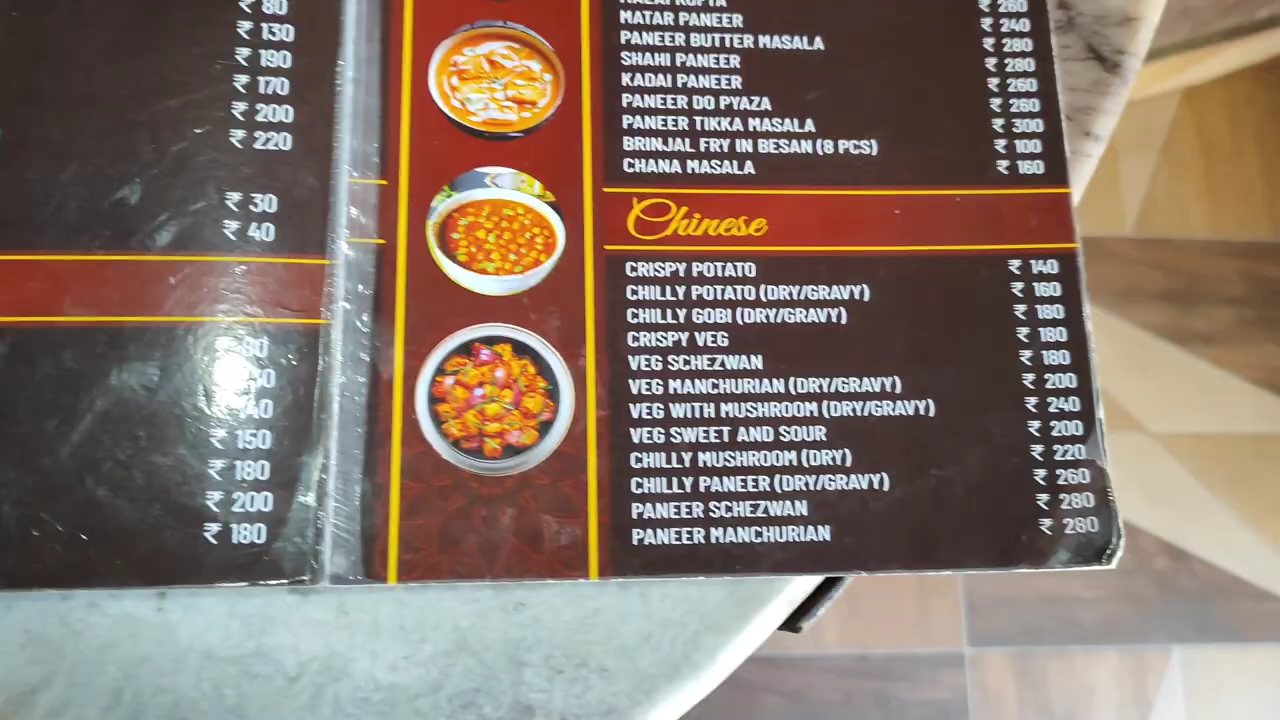 ₹ 80
₹ 130
₹ 190
₹ 170
₹ 200
₹ 220
₹ 30
₹ 40
₹ 150
₹ 180
₹ 200
₹ 180
MALAI KOFTA ₹ 260
MATAR PANEER ₹ 240
PANEER BUTTER MASALA ₹ 280
SHAHI PANEER ₹ 280
KADAI PANEER ₹ 260
PANEER DO PYAZA ₹ 260
PANEER TIKKA MASALA ₹ 300
BRINJAL FRY IN BESAN (8 PCS) ₹ 100
CHANA MASALA ₹ 160
Chinese
CRISPY POTATO ₹ 140
CHILLY POTATO (DRY/GRAVY) ₹ 160
CHILLY GOBI (DRY/GRAVY) ₹ 180
CRISPY VEG ₹ 180
VEG SCHEZWAN ₹ 180
VEG MANCHURIAN (DRY/GRAVY) ₹ 200
VEG WITH MUSHROOM (DRY/GRAVY) ₹ 240
VEG SWEET AND SOUR ₹ 200
CHILLY MUSHROOM (DRY) ₹ 220
CHILLY PANEER (DRY/GRAVY) ₹ 260
PANEER SCHEZWAN ₹ 280
PANEER MANCHURIAN ₹ 280